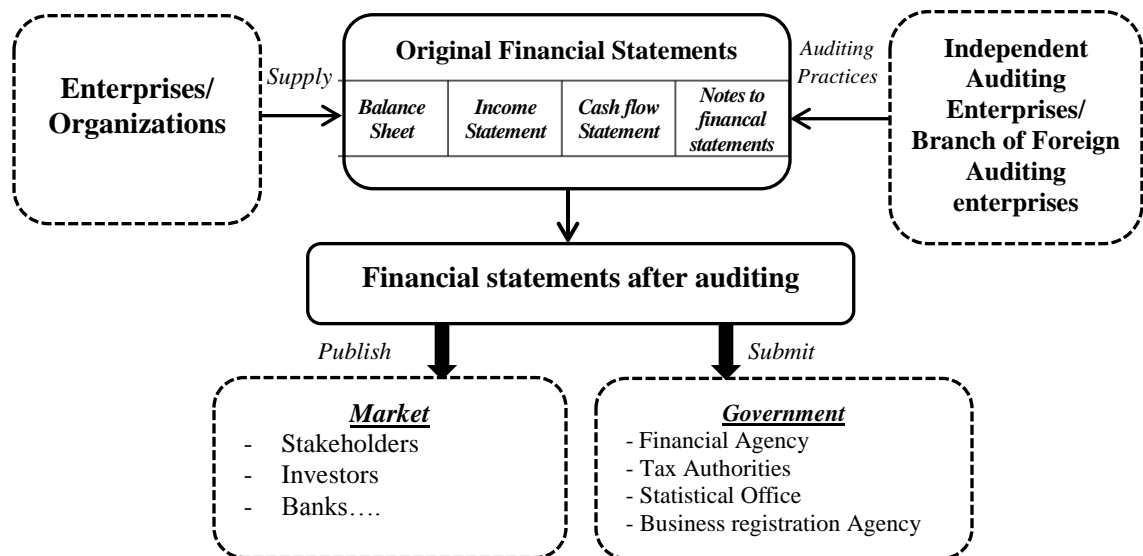 Enterprises/
Organizations
Supply
Original Financial Statements
Balance
Sheet
Income
Statement
Cash flow
Statement
Notes to
financal
statements
Auditing
Practices
Independent
Auditing
Enterprises/
Branch of Foreign
Auditing
enterprises
Financial statements after auditing
Publish
Submit
Market
- Stakeholders
- Investors
- Banks….
Government
- Financial Agency
- Tax Authorities
- Statistical Office
- Business registration Agency